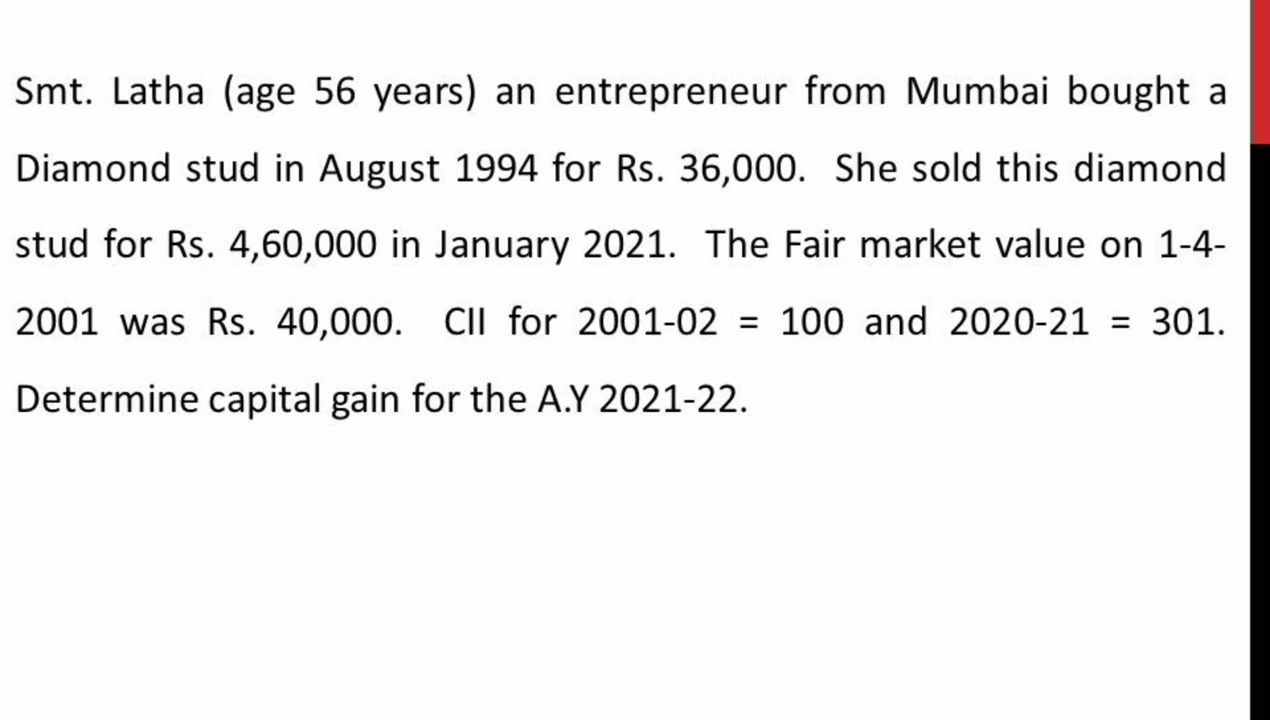 Smt. Latha (age 56 years) an entrepreneur from Mumbai bought a
Diamond stud in August 1994 for Rs. 36,000.  She sold this diamond
stud for Rs. 4,60,000 in January 2021.  The Fair market value on 1-4-
2001 was Rs. 40,000.  CII for 2001-02 = 100 and 2020-21 = 301.
Determine capital gain for the A.Y 2021-22.